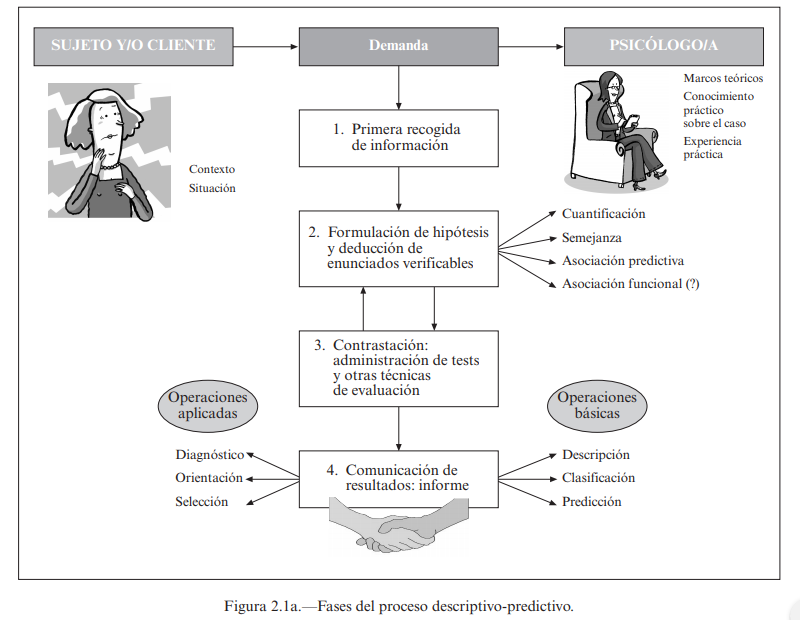 SUJETO Y/O CLIENTE
Demanda
PSICÓLOGO/A
Marcos teóricos
Conocimiento
práctico
sobre el caso
Experiencia
práctica
Contexto
Situación
1. Primera recogida
de información
2. Formulación de hipótesis
y deducción de
enunciados verificables
Cuantificación
Semejanza
Asociación predictiva
Asociación funcional (?)
3. Contrastación:
administración de tests
y otras técnicas
de evaluación
Operaciones
aplicadas
Operaciones
básicas
Diagnóstico
Orientación
Selección
4. Comunicación de
resultados: informe
Descripción
Clasificación
Predicción
Figura 2.1a.—Fases del proceso descriptivo-predictivo.